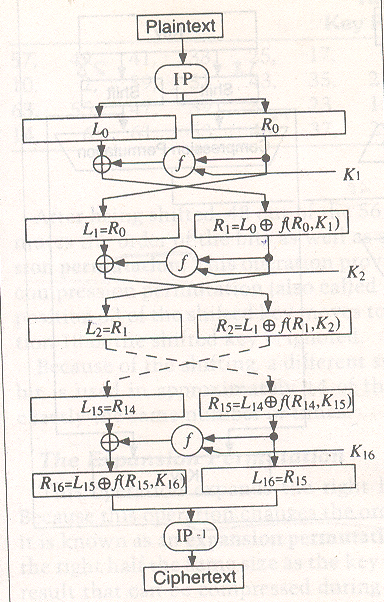 Plaintext
IP
L₀
R₀
f
K₁
L₁=R₀
R₁=L₀ ⊕ f(R₀,K₁)
f
K₂
L₂=R₁
R₂=L₁ ⊕ f(R₁,K₂)
L₁₅=R₁₄
R₁₅=L₁₄⊕f(R₁₄,K₁₅)
f
K₁₆
R₁₆=L₁₅⊕f(R₁₅,K₁₆)
L₁₆=R₁₅
IP⁻¹
Ciphertext